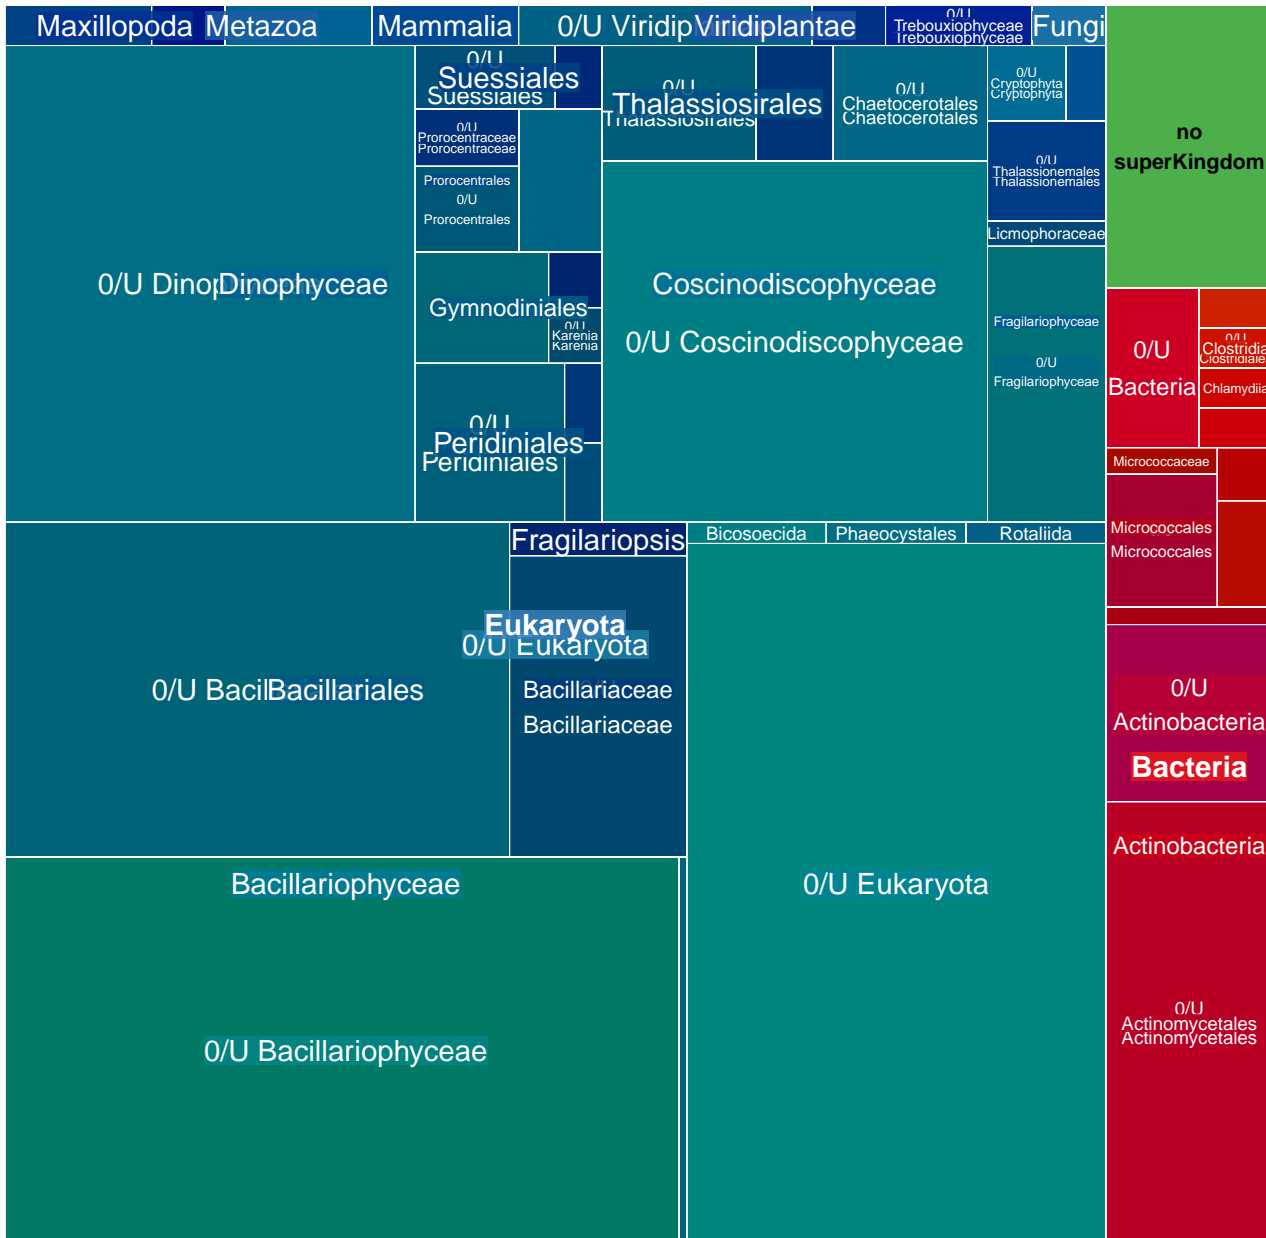 Maxillopoda
Metazoa
Mammalia
0/U Viridip
Viridiplantae
0/U
Trebouxiophyceae
Trebouxiophyceae
Fungi
0/U
Suessiales
Suessiales
0/U
Thalassiosirales
Thalassiosirales
0/U
Chaetocerotales
Chaetocerotales
0/U
Cryptophyta
Cryptophyta
no
superKingdom
0/U
Prorocentraceae
Prorocentraceae
Prorocentrales
0/U
Prorocentrales
0/U
Thalassionemales
Thalassionemales
Licmophoraceae
0/U Dinop
Dinophyceae
Gymnodiniales
0/U
Karenia
Karenia
Coscinodiscophyceae
0/U Coscinodiscophyceae
Fragilariophyceae
0/U
Fragilariophyceae
0/U
Bacteria
0/U
Clostridia
Clostridiales
Chlamydiia
0/U
Peridiniales
Peridiniales
Micrococcaceae
Micrococcales
Micrococcales
Fragilariopsis
Bicosoecida
Phaeocystales
Rotaliida
Eukaryota
0/U Eukaryota
0/U Bacil
Bacillariales
Bacillariaceae
Bacillariaceae
0/U
Actinobacteria
Bacteria
Actinobacteria
Bacillariophyceae
0/U Eukaryota
0/U
Actinomycetales
Actinomycetales
0/U Bacillariophyceae